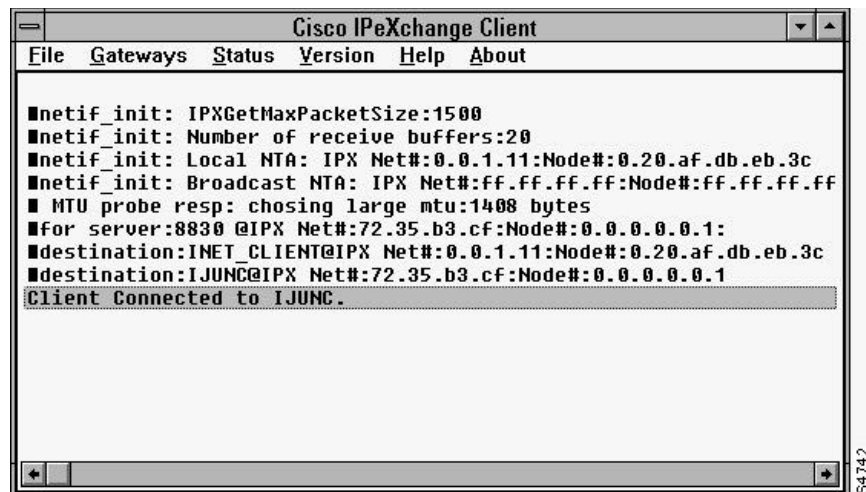 Cisco IPeXchange Client
File Gateways Status Version Help About
netif_init: IPXGetMaxPacketSize:1500
netif_init: Number of receive buffers:20
netif_init: Local NTA: IPX Net#:0.0.1.11:Node#:0.20.af.db.eb.3c
netif_init: Broadcast NTA: IPX Net#:ff.ff.ff.ff:Node#:ff.ff.ff.ff
MTU probe resp: chosing large mtu:1408 bytes
for server:8830 @IPX Net#:72.35.b3.cf:Node#:0.0.0.0.0.1:
destination:INET_CLIENT@IPX Net#:0.0.1.11:Node#:0.20.af.db.eb.3c
destination:IJUNC@IPX Net#:72.35.b3.cf:Node#:0.0.0.0.0.1
Client Connected to IJUNC.
S4742